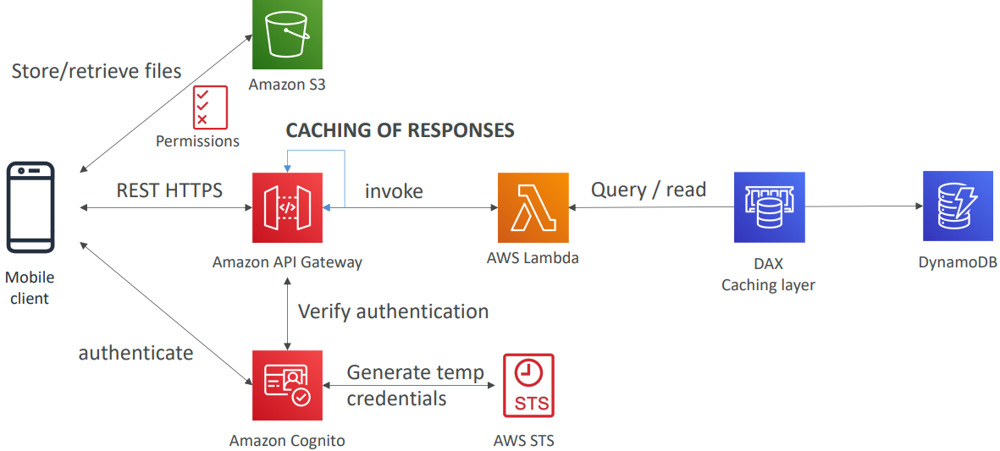 Store/retrieve files
Amazon S3
Permissions
CACHING OF RESPONSES
REST HTTPS
invoke
Query / read
</>
Amazon API Gateway
AWS Lambda
DAX
Caching layer
DynamoDB
Mobile
client
Verify authentication
authenticate
Generate temp
credentials
STS
Amazon Cognito
AWS STS